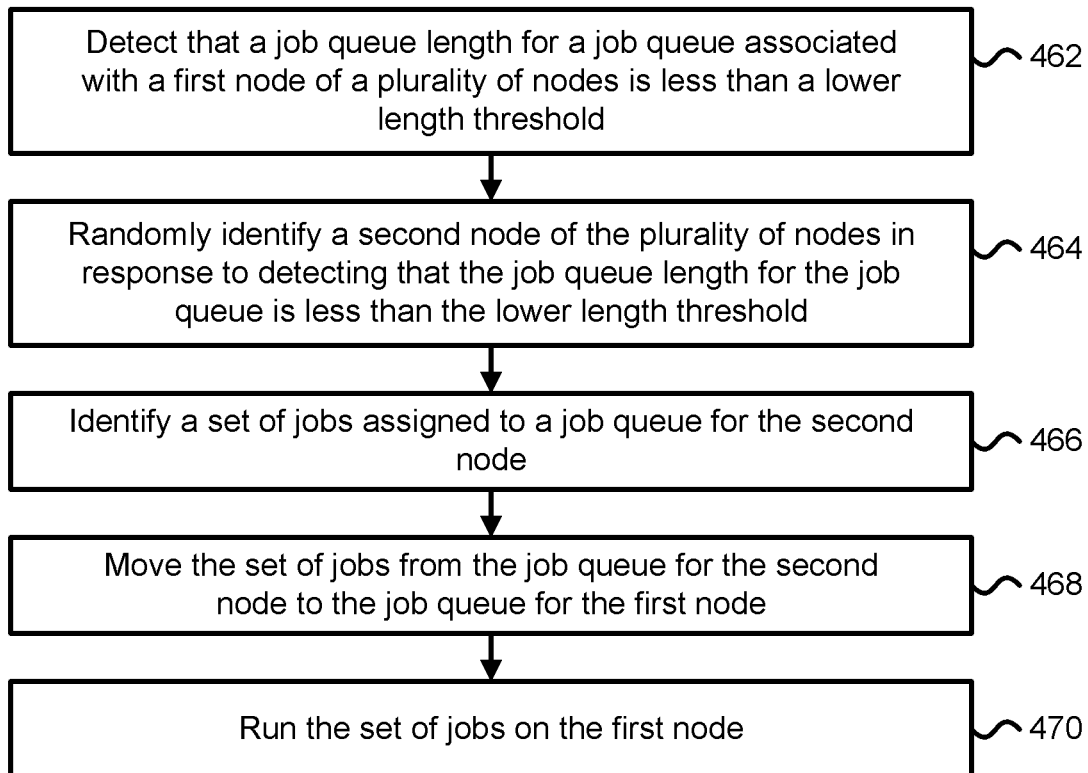 Detect that a job queue length for a job queue associated
with a first node of a plurality of nodes is less than a lower
length threshold
462
Randomly identify a second node of the plurality of nodes in
response to detecting that the job queue length for the job
queue is less than the lower length threshold
464
Identify a set of jobs assigned to a job queue for the second
node
466
Move the set of jobs from the job queue for the second
node to the job queue for the first node
468
Run the set of jobs on the first node
470